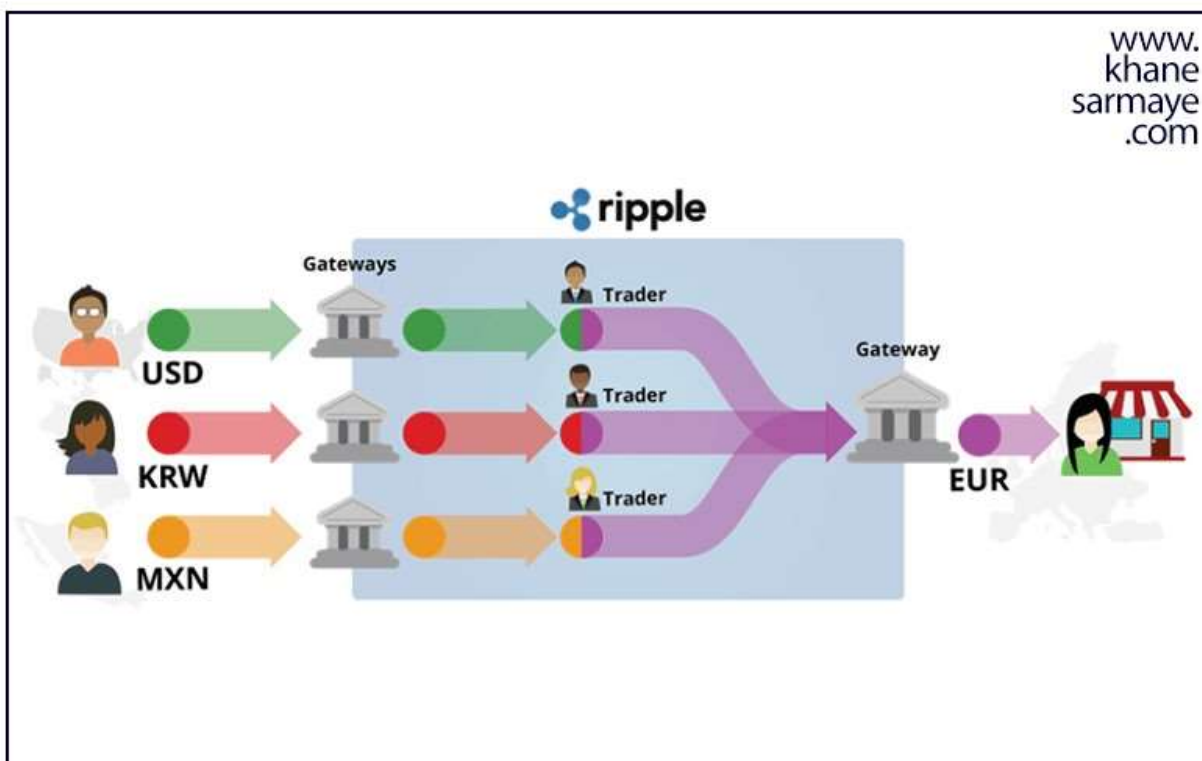 www.
khane
sarmaye
.com
ripple
Gateways
Trader
USD
Trader
Gateway
KRW
EUR
Trader
MXN